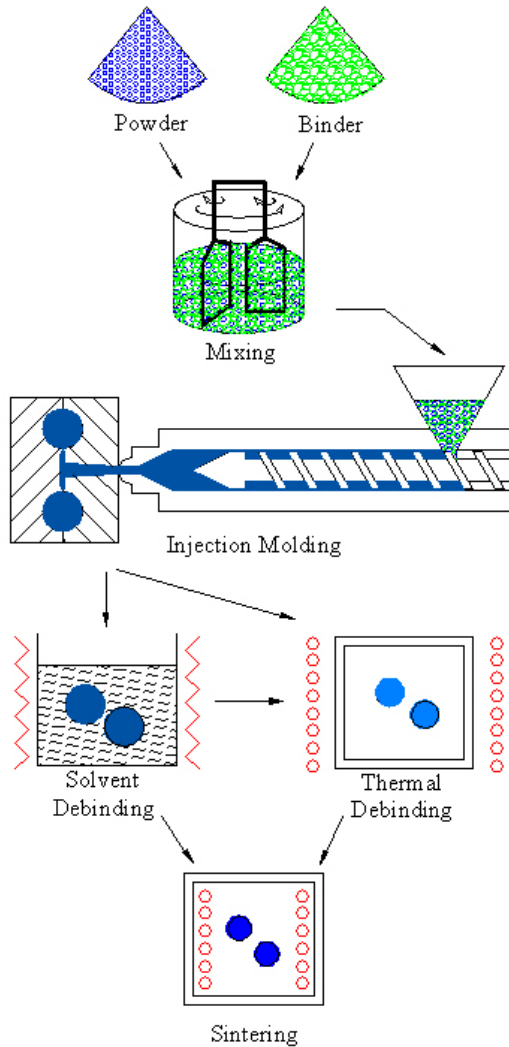 Powder
Binder
Mixing
Injection Molding
Solvent
Debinding
Thermal
Debinding
Sintering